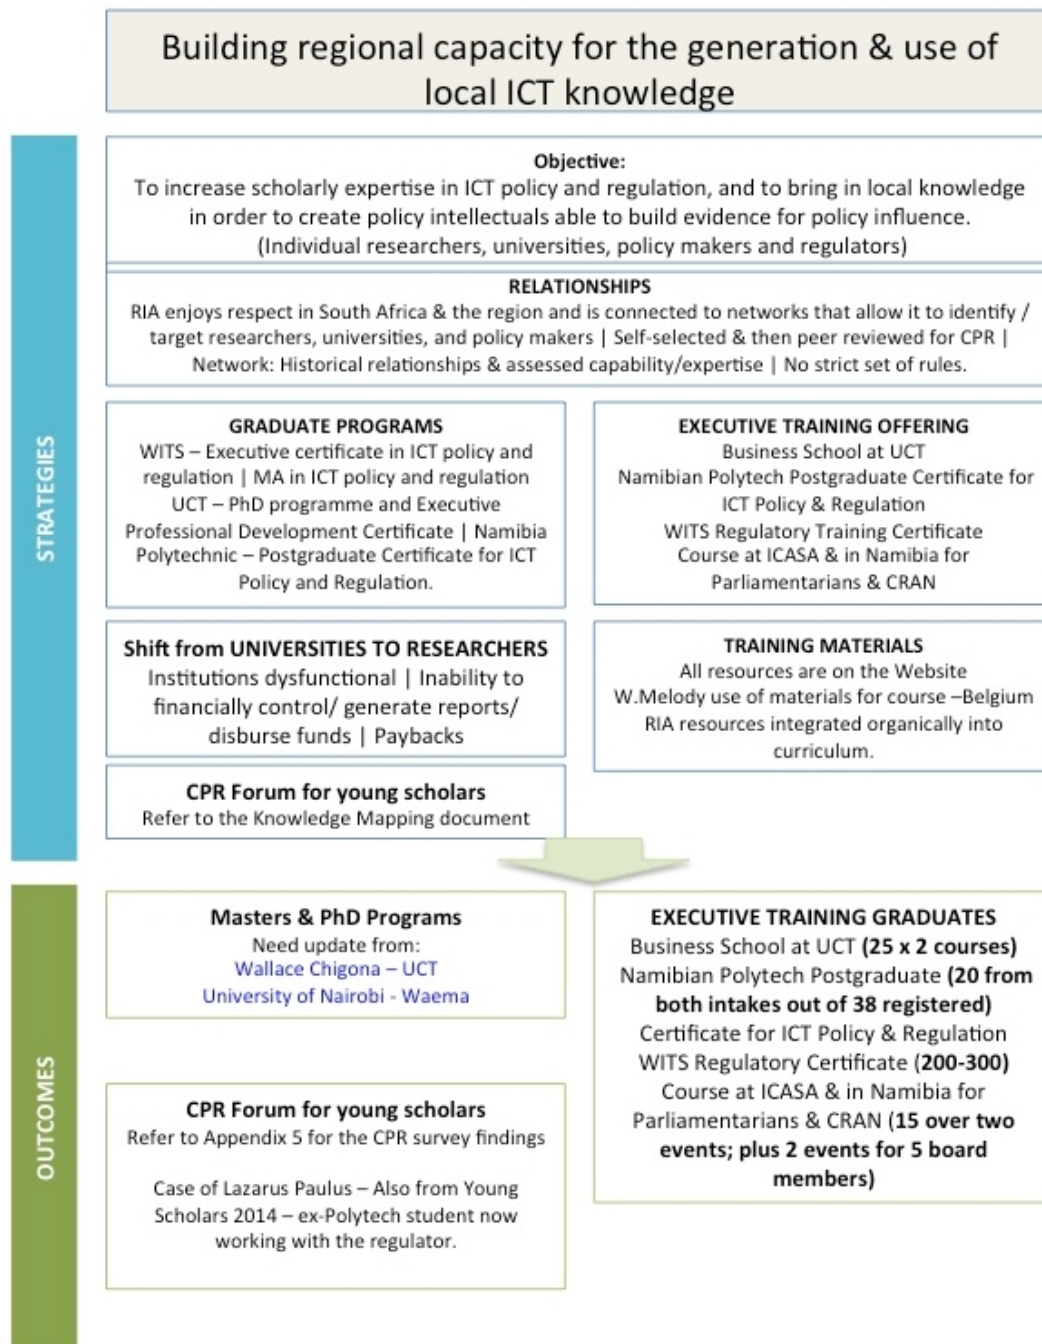 Building regional capacity for the generation & use of
local ICT knowledge
STRATEGIES
Objective:
To increase scholarly expertise in ICT policy and regulation, and to bring in local knowledge
in order to create policy intellectuals able to build evidence for policy influence.
(Individual researchers, universities, policy makers and regulators)
RELATIONSHIPS
RIA enjoys respect in South Africa & the region and is connected to networks that allow it to identify /
target researchers, universities, and policy makers | Self-selected & then peer reviewed for CPR |
Network: Historical relationships & assessed capability/expertise | No strict set of rules.
GRADUATE PROGRAMS
WITS – Executive certificate in ICT policy and
regulation | MA in ICT policy and regulation
UCT – PhD programme and Executive
Professional Development Certificate | Namibia
Polytechnic – Postgraduate Certificate for ICT
Policy and Regulation.
EXECUTIVE TRAINING OFFERING
Business School at UCT
Namibian Polytech Postgraduate Certificate for
ICT Policy & Regulation
WITS Regulatory Training Certificate
Course at ICASA & in Namibia for
Parliamentarians & CRAN
Shift from UNIVERSITIES TO RESEARCHERS
Institutions dysfunctional | Inability to
financially control/ generate reports/
disburse funds | Paybacks
TRAINING MATERIALS
All resources are on the Website
W.Melody use of materials for course –Belgium
RIA resources integrated organically into
curriculum.
CPR Forum for young scholars
Refer to the Knowledge Mapping document
OUTCOMES
Masters & PhD Programs
Need update from:
Wallace Chigona – UCT
University of Nairobi - Waema
EXECUTIVE TRAINING GRADUATES
Business School at UCT (25 x 2 courses)
Namibian Polytech Postgraduate (20 from
both intakes out of 38 registered)
Certificate for ICT Policy & Regulation
WITS Regulatory Certificate (200-300)
Course at ICASA & in Namibia for
Parliamentarians & CRAN (15 over two
events; plus 2 events for 5 board
members)
CPR Forum for young scholars
Refer to Appendix 5 for the CPR survey findings
Case of Lazarus Paulus – Also from Young
Scholars 2014 – ex-Polytech student now
working with the regulator.